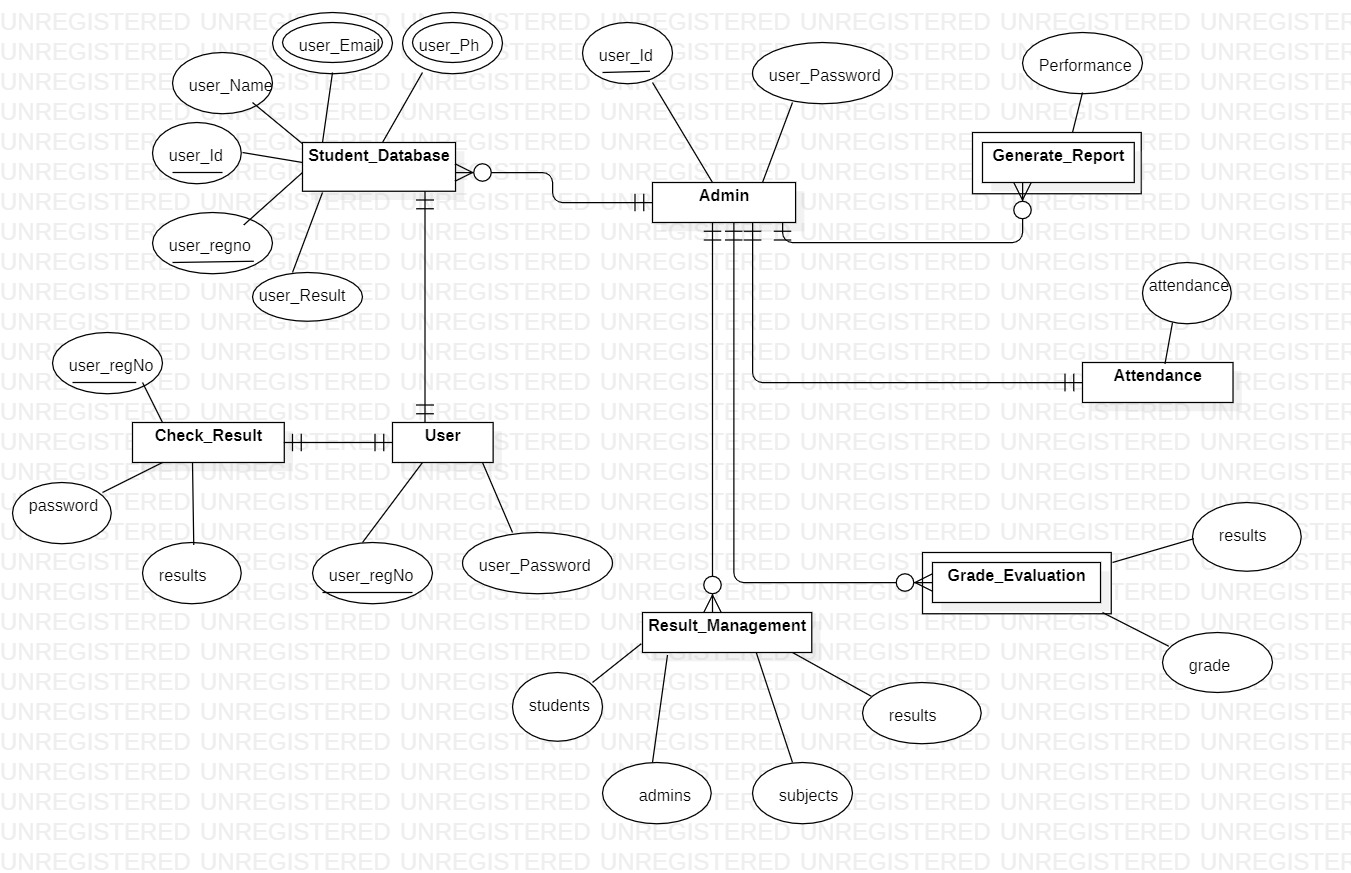 user_Email
user_Ph
user_Name
user_Id
user_regno
user_Result
Student_Database
user_Id
user_Password
Admin
Performance
Generate_Report
attendance
Attendance
user_regNo
Check_Result
password
results
User
user_regNo
user_Password
Result_Management
students
admins
subjects
results
Grade_Evaluation
results
grade
UNREGISTERED UNREGISTERED UNREGISTERED UNREGISTERED UNREGISTERED UNREGISTERED UNREGISTERED